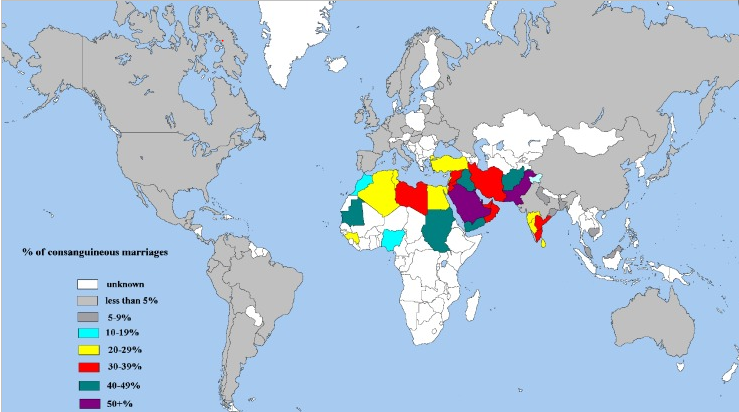 % of consanguineous marriages
unknown
less than 5%
5-9%
10-19%
20-29%
30-39%
40-49%
50+%